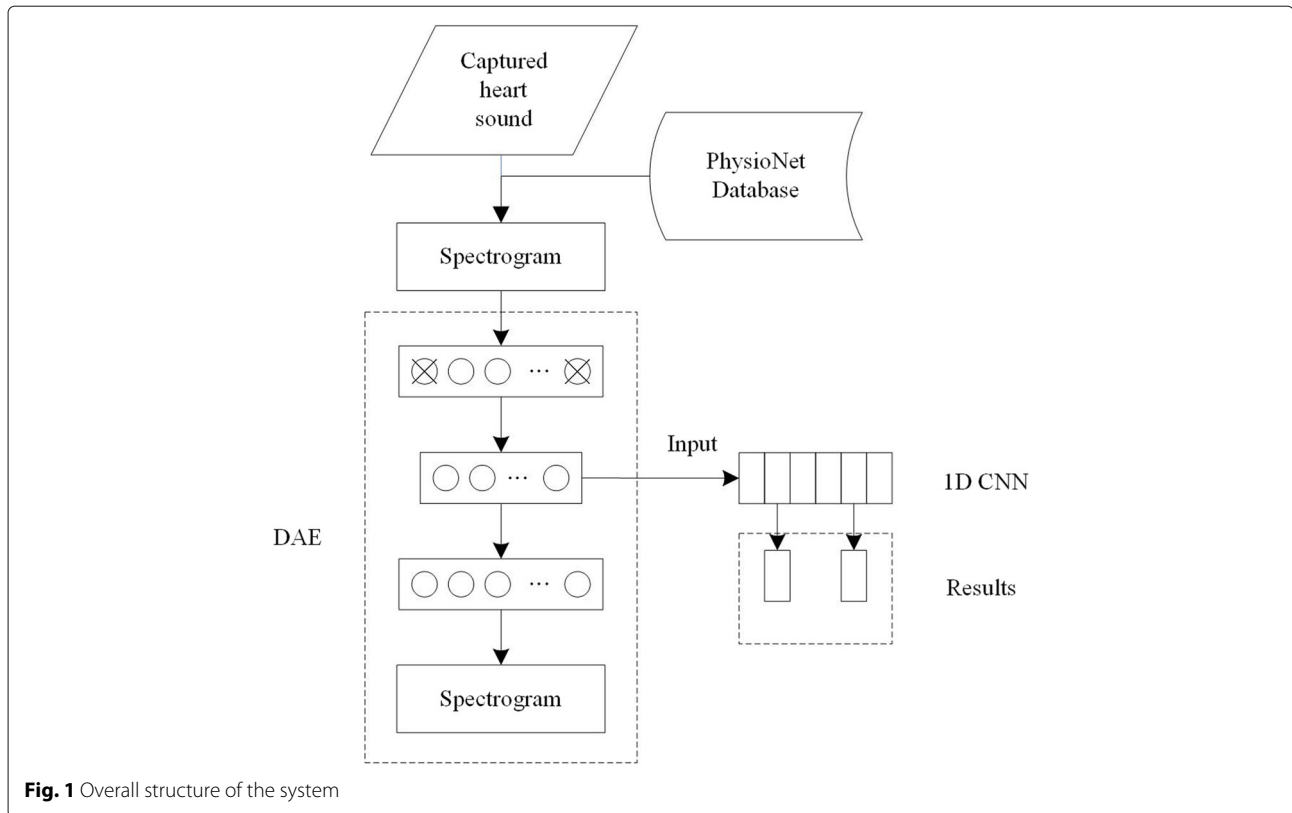 Captured
heart
sound
PhysioNet
Database
Spectrogram
...
Input
...
1D CNN
DAE
...
Results
Spectrogram
Fig. 1 Overall structure of the system